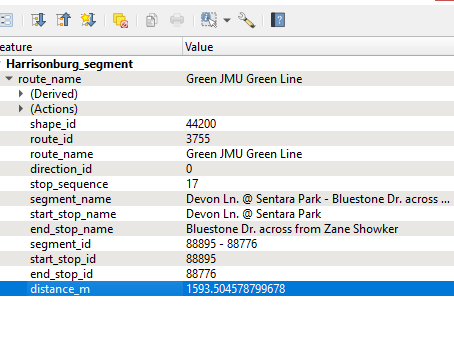 eature Value
Harrisonburg_segment
route_name Green JMU Green Line
(Derived)
(Actions)
shape_id 44200
route_id 3755
route_name Green JMU Green Line
direction_id 0
stop_sequence 17
segment_name Devon Ln. @ Sentara Park - Bluestone Dr. across ...
start_stop_name Devon Ln. @ Sentara Park
end_stop_name Bluestone Dr. across from Zane Showker
segment_id 88895 - 88776
start_stop_id 88895
end_stop_id 88776
distance_m 1593.504578799678